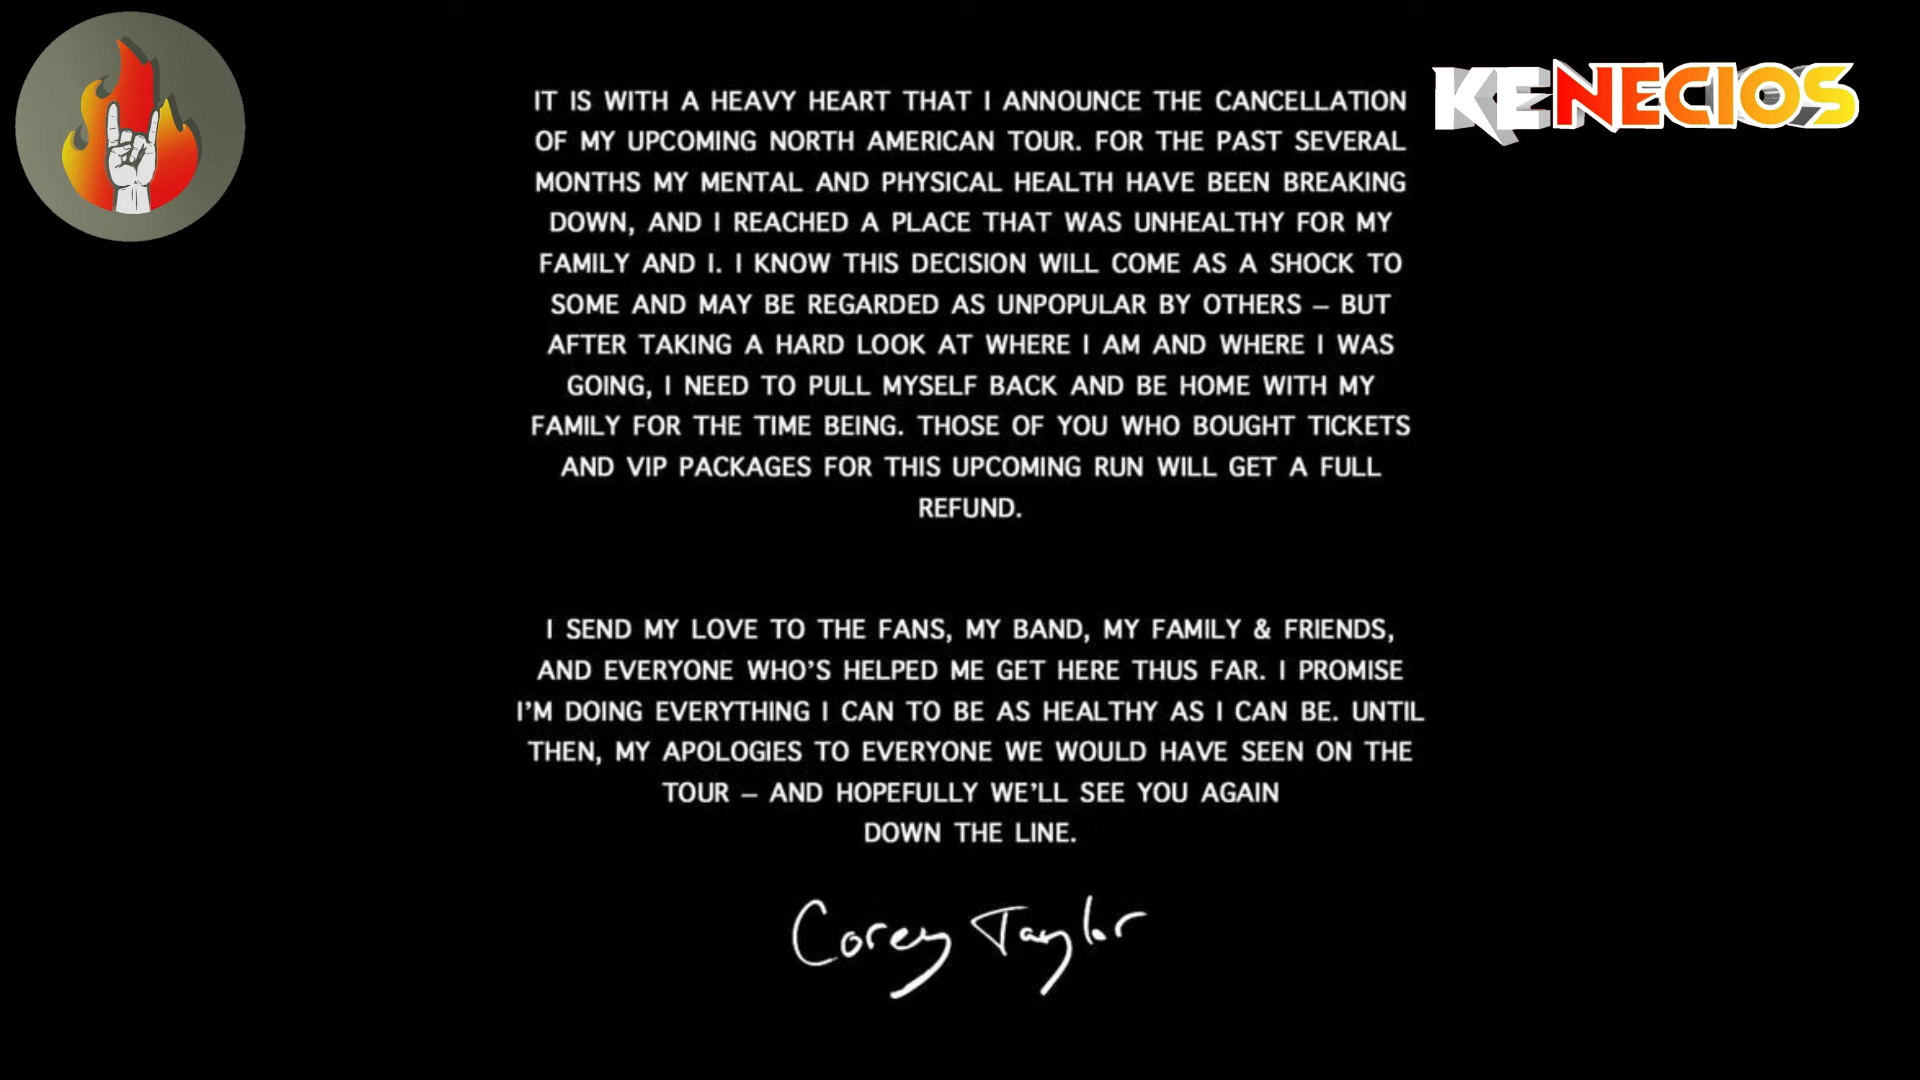 KENECIOS
IT IS WITH A HEAVY HEART THAT I ANNOUNCE THE CANCELLATION
OF MY UPCOMING NORTH AMERICAN TOUR. FOR THE PAST SEVERAL
MONTHS MY MENTAL AND PHYSICAL HEALTH HAVE BEEN BREAKING
DOWN, AND I REACHED A PLACE THAT WAS UNHEALTHY FOR MY
FAMILY AND I. I KNOW THIS DECISION WILL COME AS A SHOCK TO
SOME AND MAY BE REGARDED AS UNPOPULAR BY OTHERS – BUT
AFTER TAKING A HARD LOOK AT WHERE I AM AND WHERE I WAS
GOING, I NEED TO PULL MYSELF BACK AND BE HOME WITH MY
FAMILY FOR THE TIME BEING. THOSE OF YOU WHO BOUGHT TICKETS
AND VIP PACKAGES FOR THIS UPCOMING RUN WILL GET A FULL
REFUND.
I SEND MY LOVE TO THE FANS, MY BAND, MY FAMILY & FRIENDS,
AND EVERYONE WHO’S HELPED ME GET HERE THUS FAR. I PROMISE
I’M DOING EVERYTHING I CAN TO BE AS HEALTHY AS I CAN BE. UNTIL
THEN, MY APOLOGIES TO EVERYONE WE WOULD HAVE SEEN ON THE
TOUR – AND HOPEFULLY WE’LL SEE YOU AGAIN
DOWN THE LINE.
Corey Taylor